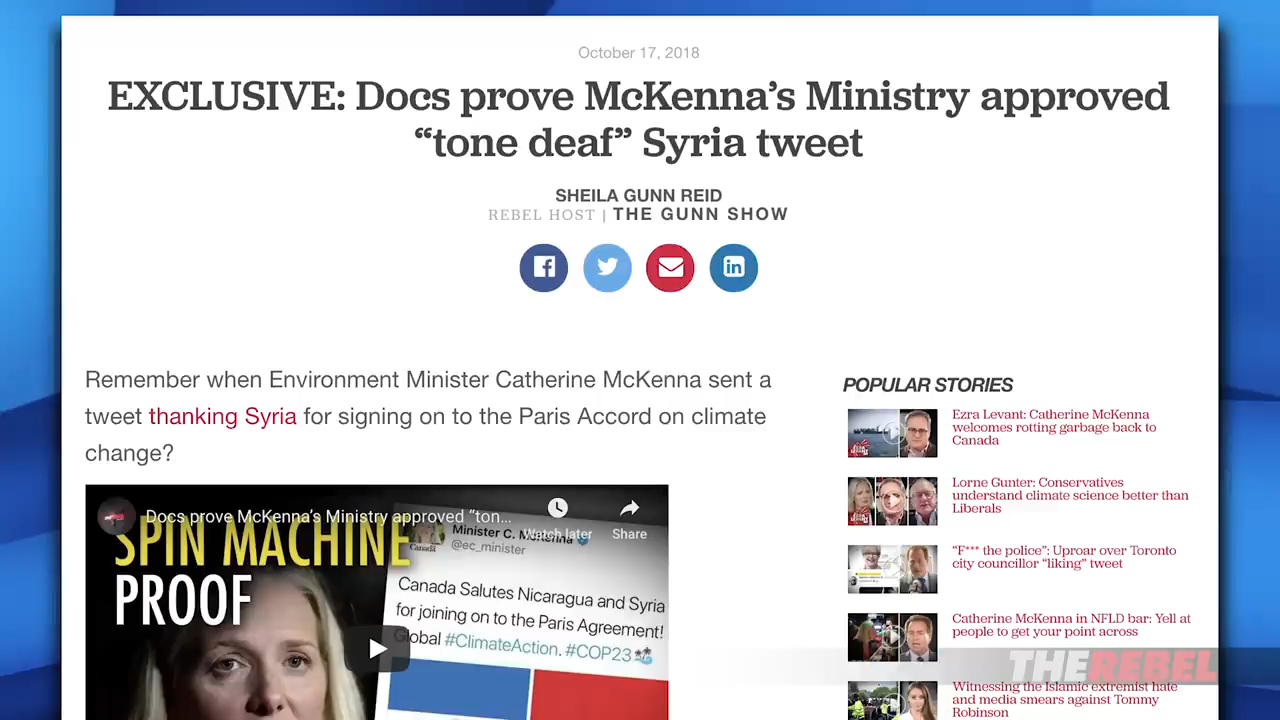 October 17, 2018
EXCLUSIVE: Docs prove McKenna's Ministry approved
“tone deaf” Syria tweet
SHEILA GUNN REID
REBEL HOST | THE GUNN SHOW
Remember when Environment Minister Catherine McKenna sent a
tweet thanking Syria for signing on to the Paris Accord on climate
change?
Docs prove McKenna's Ministry approved “ton...
Watch later
Share
SPIN MACHINE
PROOF
Minister C. McKenna
@ec_minister
Canada
Canada Salutes Nicaragua and Syria
for joining on to the Paris Agreement!
Global #ClimateAction. #COP23
POPULAR STORIES
Ezra Levant: Catherine McKenna
welcomes rotting garbage back to
Canada
Lorne Gunter: Conservatives
understand climate science better than
Liberals
“F*** the police”: Uproar over Toronto
city councillor “liking” tweet
Catherine McKenna in NFLD bar: Yell at
people to get your point across
Witnessing the Islamic extremist hate
and media smears against Tommy
Robinson
THE REBEL